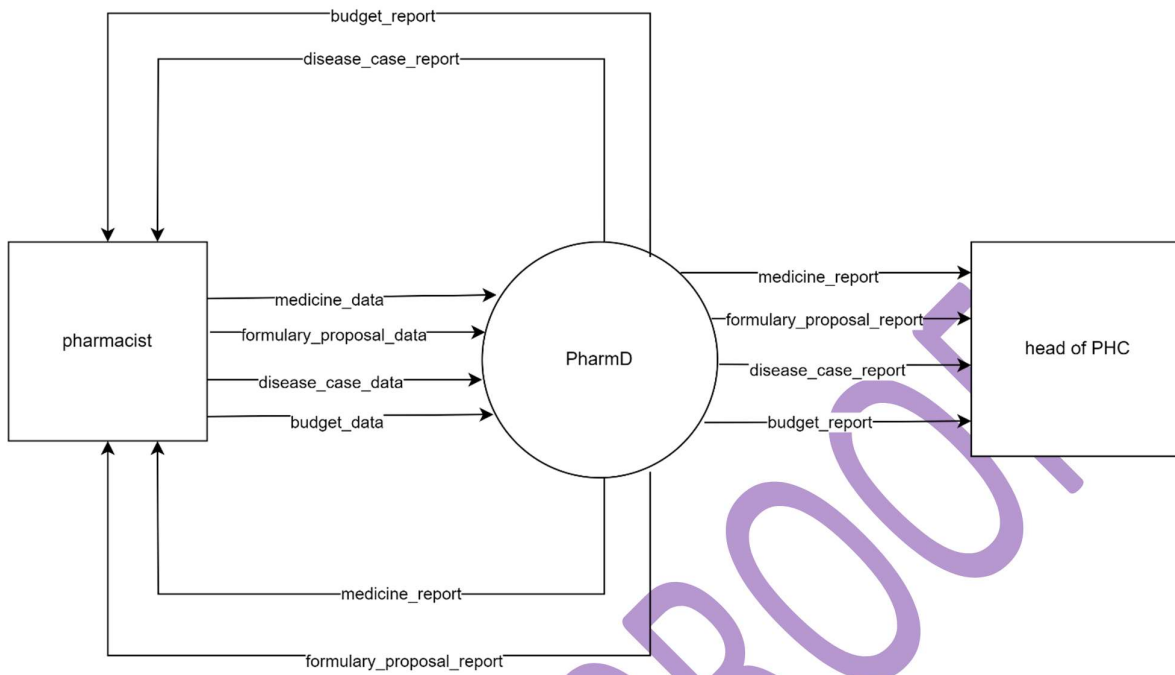 budget_report
disease_case_report
pharmacist
medicine_data
formulary_proposal_data
disease_case_data
budget_data
PharmD
medicine_report
formulary_proposal_report
disease_case_report
budget_report
head of PHC
medicine_report
formulary_proposal_report